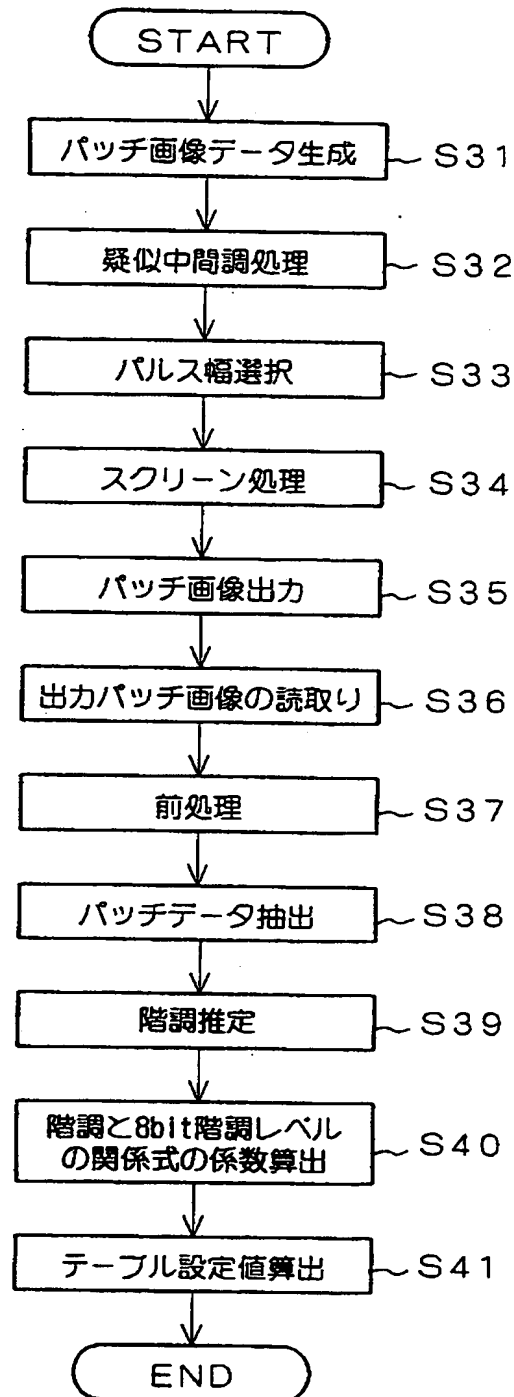 START
パッチ画像データ生成 S31
疑似中間調処理 S32
パルス幅選択 S33
スクリーン処理 S34
パッチ画像出力 S35
出力パッチ画像の読取り S36
前処理 S37
パッチデータ抽出 S38
階調推定 S39
階調と8bit階調レベル
の関係式の係数算出 S40
テーブル設定値算出 S41
END